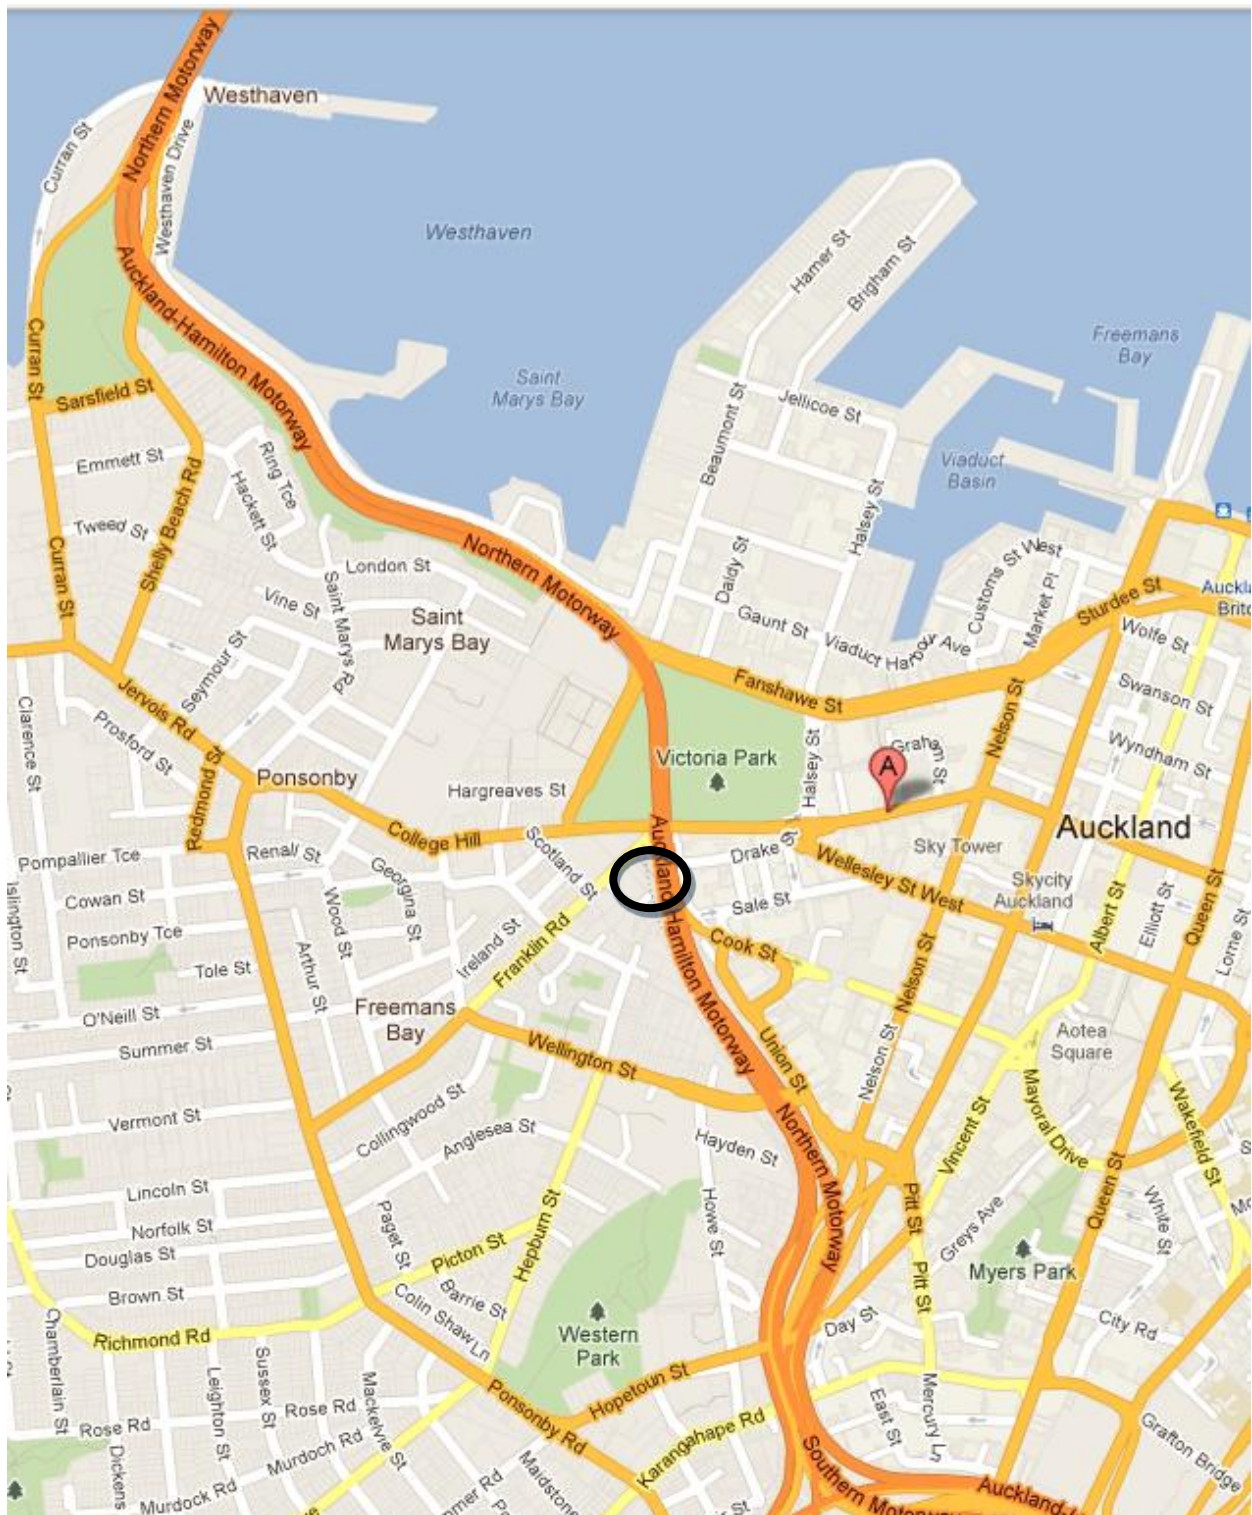 Northern Motorway
Westhaven
Curran St
Westhaven Drive
Westhaven
Hamer St
Brigham St
Auckland-Hamilton Motorway
Freemans
Bay
Curran St
Sarsfield St
Saint
Marys Bay
Jellicoe St
Beaumont St
Viaduct
Basin
Emmett St
Ring Tce
Hackett St
Shelly Beach Rd
Halsey St
Tweed St
Curran St
Northern Motorway
London St
Saint Marys Rd
Vine St
Saint
Marys Bay
Daldy St
Gaunt St
Viaduct Harbour Ave
Customs St West
Market Pl
Sturdee St
Wolfe St
Seymour St
Jervois Rd
Clarence St
Prosford St
Redmond St
Fanshawe St
Nelson St
Swanson St
Wyndham St
Victoria Park
Halsey St
Graham St
A
Ponsonby
Hargreaves St
College Hill
Scotland St
Auckland-Hamilton Motorway
Drake St
Sky Tower
Auckland
Pompallier Tce
Renall St
Georgina St
Cowan St
Wood St
Ponsonby Tce
Wellesley St West
Skycity
Auckland
Sale St
Albert St
Elliott St
Queen St
Lorne St
Ireland St
Franklin Rd
Cook St
Nelson St
Tole St
Arthur St
O'Neill St
Freemans
Bay
Summer St
Wellington St
Union St
Nelson St
Aotea
Square
Vermont St
Collingwood St
Anglesea St
Northern Motorway
Vincent St
Mayoral Drive
Wakefield St
Hayden St
Lincoln St
Norfolk St
Douglas St
Brown St
Paget St
Picton St
Hepburn St
Howe St
Pitt St
Greys Ave
Queen St
White St
Myers Park
Pitt St
Barrie St
Colin Shaw Ln
Richmond Rd
Western
Park
Day St
City Rd
Chamberlain St
Leighton St
Sussex St
Mackelvie St
Ponsonby Rd
Hopetoun St
Mercury Ln
East St
Rose Rd
Rose Rd
Karangahape Rd
Grafton Bridge
Dickens
Murdoch Rd
Murdock Rd
Maidstone
Southern Motorway
Southern Motorway